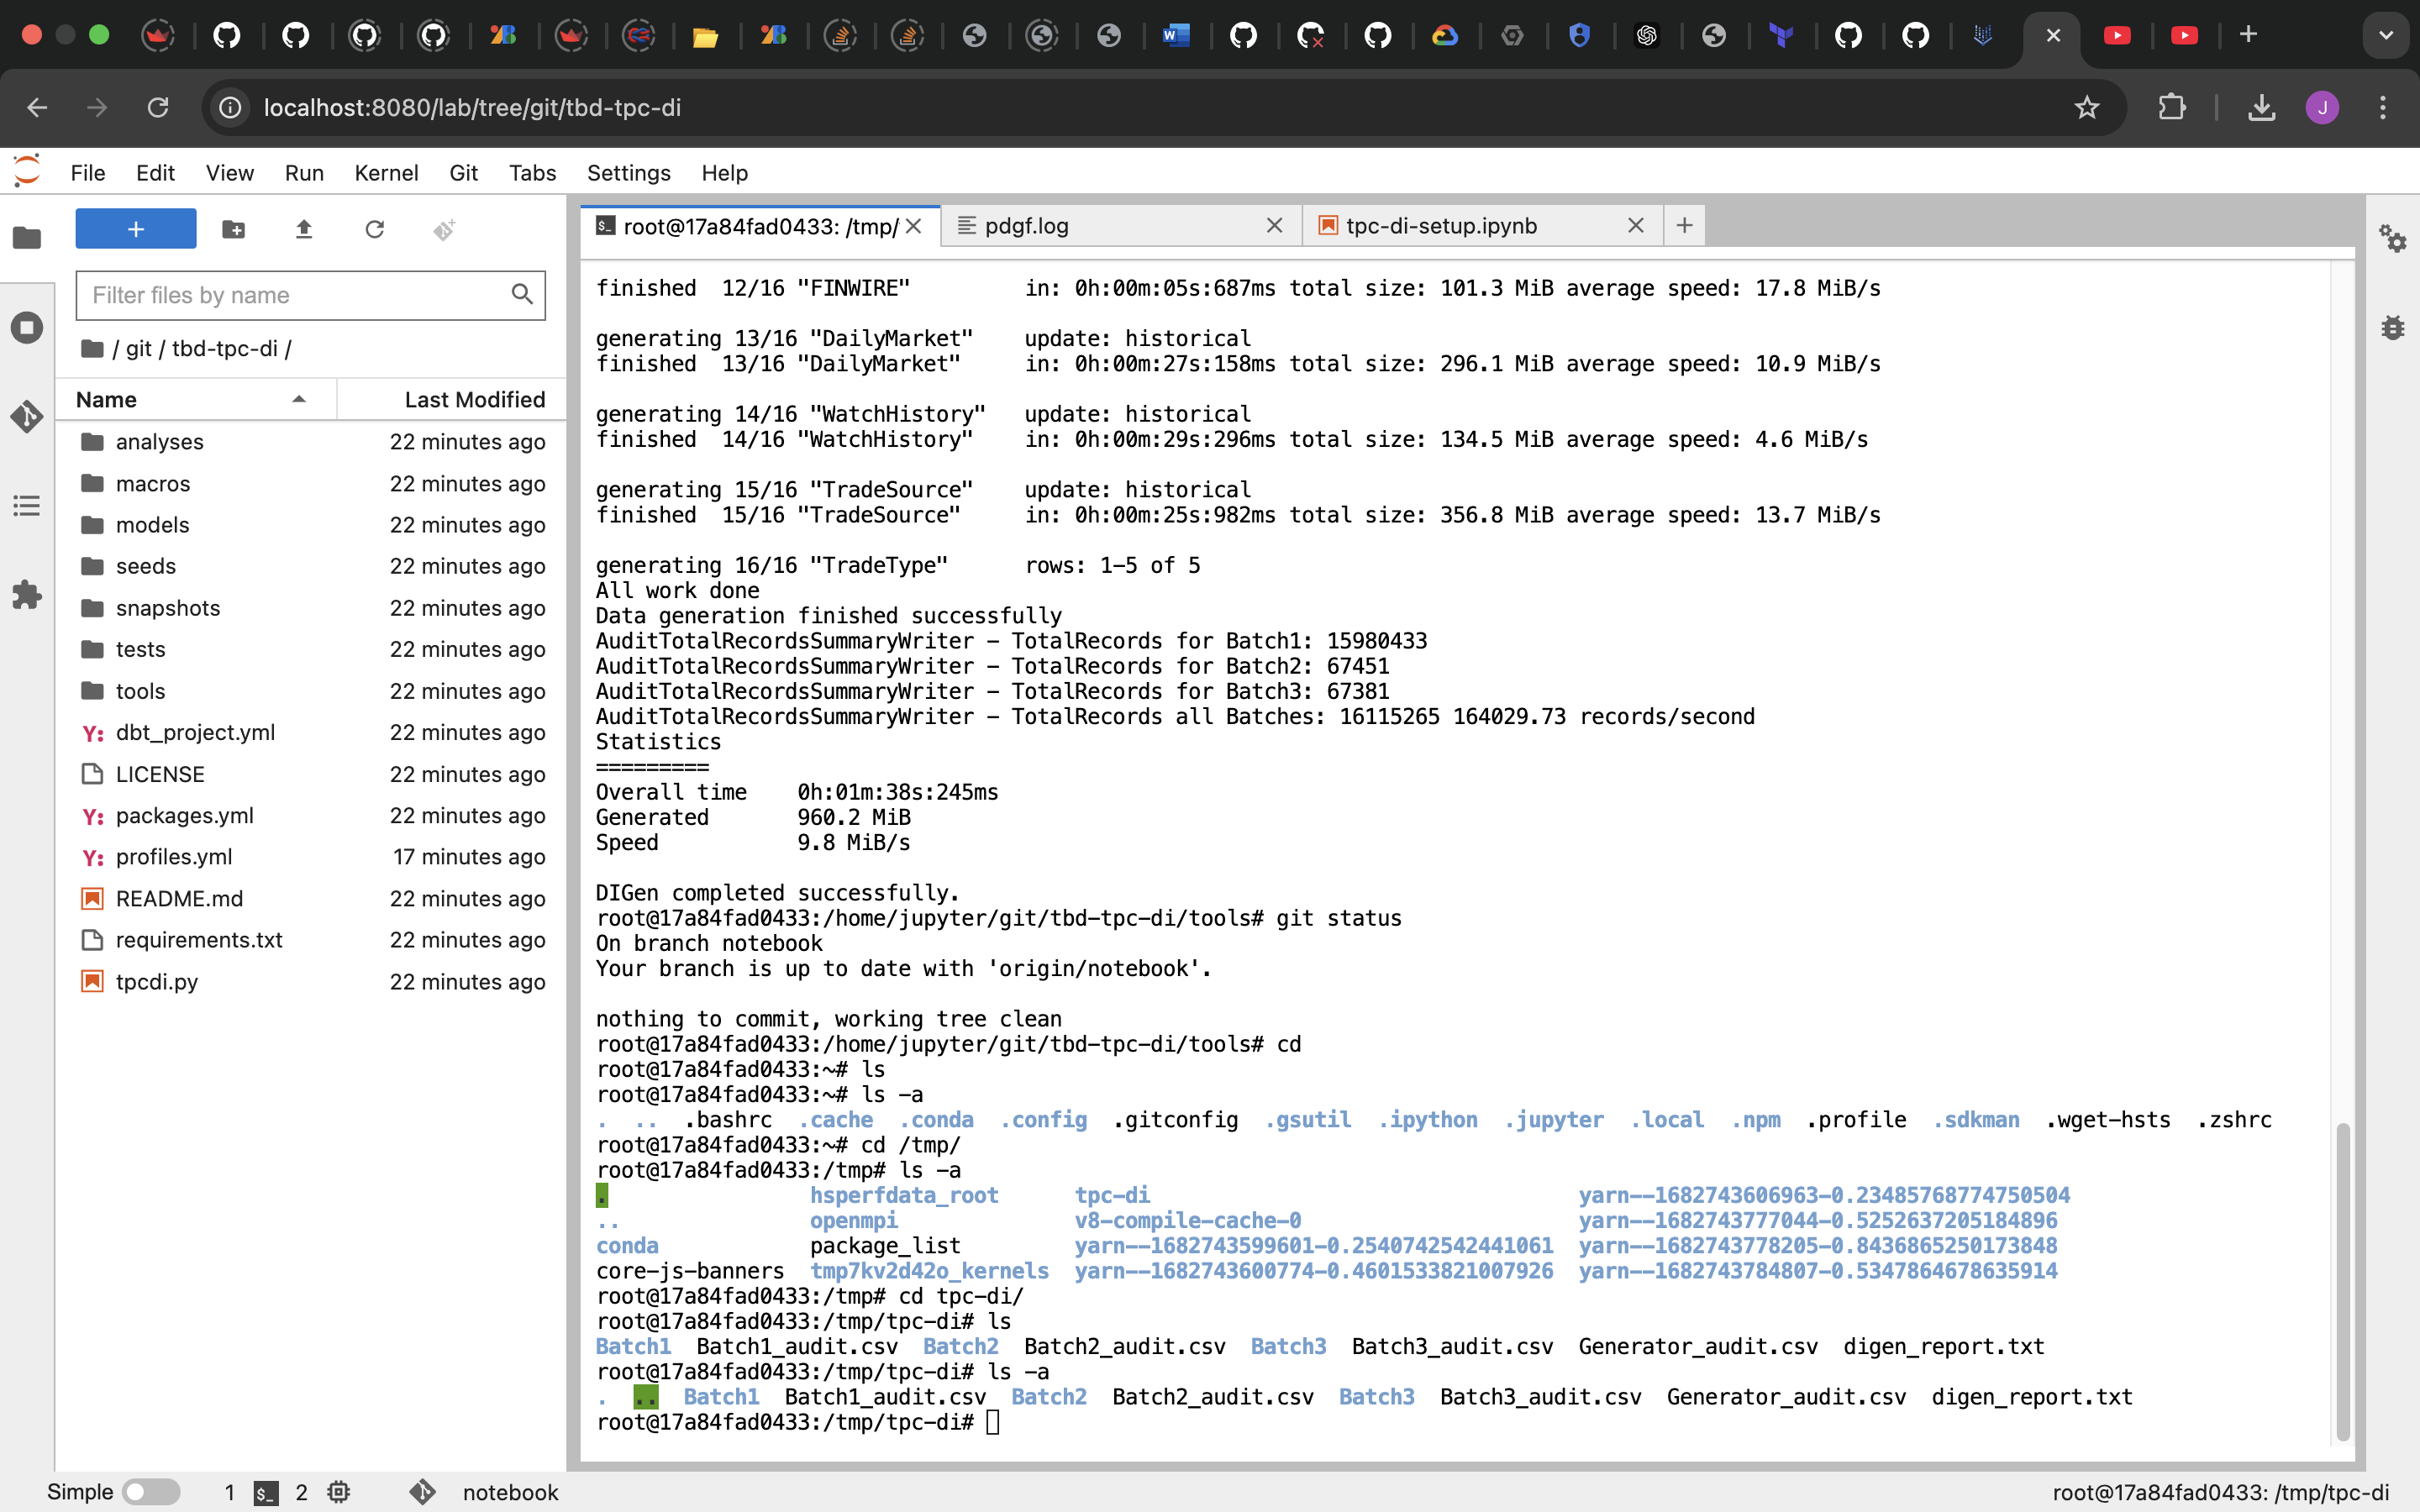 localhost:8080/lab/tree/git/tbd-tpc-di
J
File Edit View Run Kernel Git Tabs Settings Help
Filter files by name
/ git / tbd-tpc-di /
Name Last Modified
analyses 22 minutes ago
macros 22 minutes ago
models 22 minutes ago
seeds 22 minutes ago
snapshots 22 minutes ago
tests 22 minutes ago
tools 22 minutes ago
Y: dbt_project.yml 22 minutes ago
LICENSE 22 minutes ago
Y: packages.yml 22 minutes ago
Y: profiles.yml 17 minutes ago
README.md 22 minutes ago
requirements.txt 22 minutes ago
tpcdi.py 22 minutes ago
root@17a84fad0433: /tmp/ pdgf.log tpc-di-setup.ipynb
finished 12/16 "FINWIRE" in: 0h:00m:05s:687ms total size: 101.3 MiB average speed: 17.8 MiB/s
generating 13/16 "DailyMarket" update: historical
finished 13/16 "DailyMarket" in: 0h:00m:27s:158ms total size: 296.1 MiB average speed: 10.9 MiB/s
generating 14/16 "WatchHistory" update: historical
finished 14/16 "WatchHistory" in: 0h:00m:29s:296ms total size: 134.5 MiB average speed: 4.6 MiB/s
generating 15/16 "TradeSource" update: historical
finished 15/16 "TradeSource" in: 0h:00m:25s:982ms total size: 356.8 MiB average speed: 13.7 MiB/s
generating 16/16 "TradeType" rows: 1-5 of 5
All work done
Data generation finished successfully
AuditTotalRecordsSummaryWriter - TotalRecords for Batch1: 15980433
AuditTotalRecordsSummaryWriter - TotalRecords for Batch2: 67451
AuditTotalRecordsSummaryWriter - TotalRecords for Batch3: 67381
AuditTotalRecordsSummaryWriter - TotalRecords all Batches: 16115265 164029.73 records/second
Statistics
=========
Overall time 0h:01m:38s:245ms
Generated 960.2 MiB
Speed 9.8 MiB/s
DIGen completed successfully.
root@17a84fad0433:/home/jupyter/git/tbd-tpc-di/tools# git status
On branch notebook
Your branch is up to date with 'origin/notebook'.
nothing to commit, working tree clean
root@17a84fad0433:/home/jupyter/git/tbd-tpc-di/tools# cd
root@17a84fad0433:~# ls
root@17a84fad0433:~# ls -a
. .. .bashrc .cache .conda .config .gitconfig .gsutil .ipython .jupyter .local .npm .profile .sdkman .wget-hsts .zshrc
root@17a84fad0433:~# cd /tmp/
root@17a84fad0433:/tmp# ls -a
. hsperfdata_root tpc-di yarn--1682743606963-0.23485768774750504
.. openmpi v8-compile-cache-0 yarn--1682743777044-0.5252637205184896
conda package_list yarn--1682743599601-0.2540742542441061 yarn--1682743778205-0.8436865250173848
core-js-banners tmp7kv2d42o_kernels yarn--1682743600774-0.4601533821007926 yarn--1682743784807-0.5347864678635914
root@17a84fad0433:/tmp# cd tpc-di/
root@17a84fad0433:/tmp/tpc-di# ls
Batch1 Batch1_audit.csv Batch2 Batch2_audit.csv Batch3 Batch3_audit.csv Generator_audit.csv digen_report.txt
root@17a84fad0433:/tmp/tpc-di# ls -a
. .. Batch1 Batch1_audit.csv Batch2 Batch2_audit.csv Batch3 Batch3_audit.csv Generator_audit.csv digen_report.txt
root@17a84fad0433:/tmp/tpc-di#
Simple 1 2 notebook root@17a84fad0433: /tmp/tpc-di